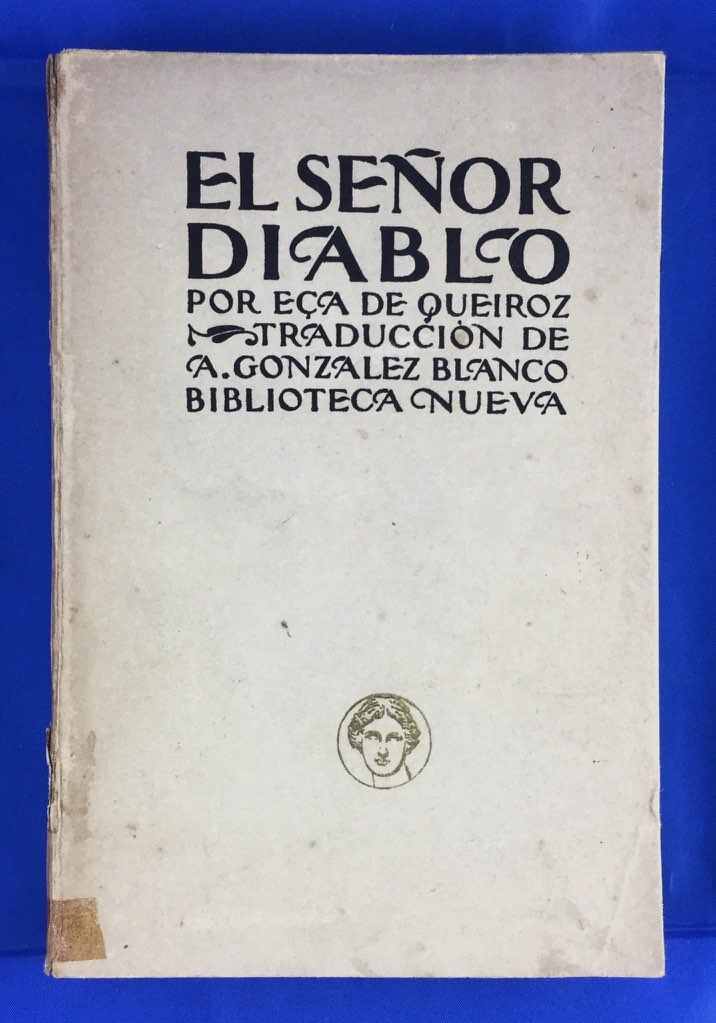 EL SEÑOR
DIABLO
POR EÇA DE QUEIROZ
TRADUCCIÓN DE
A. GONZALEZ BLANCO
BIBLIOTECA NUEVA